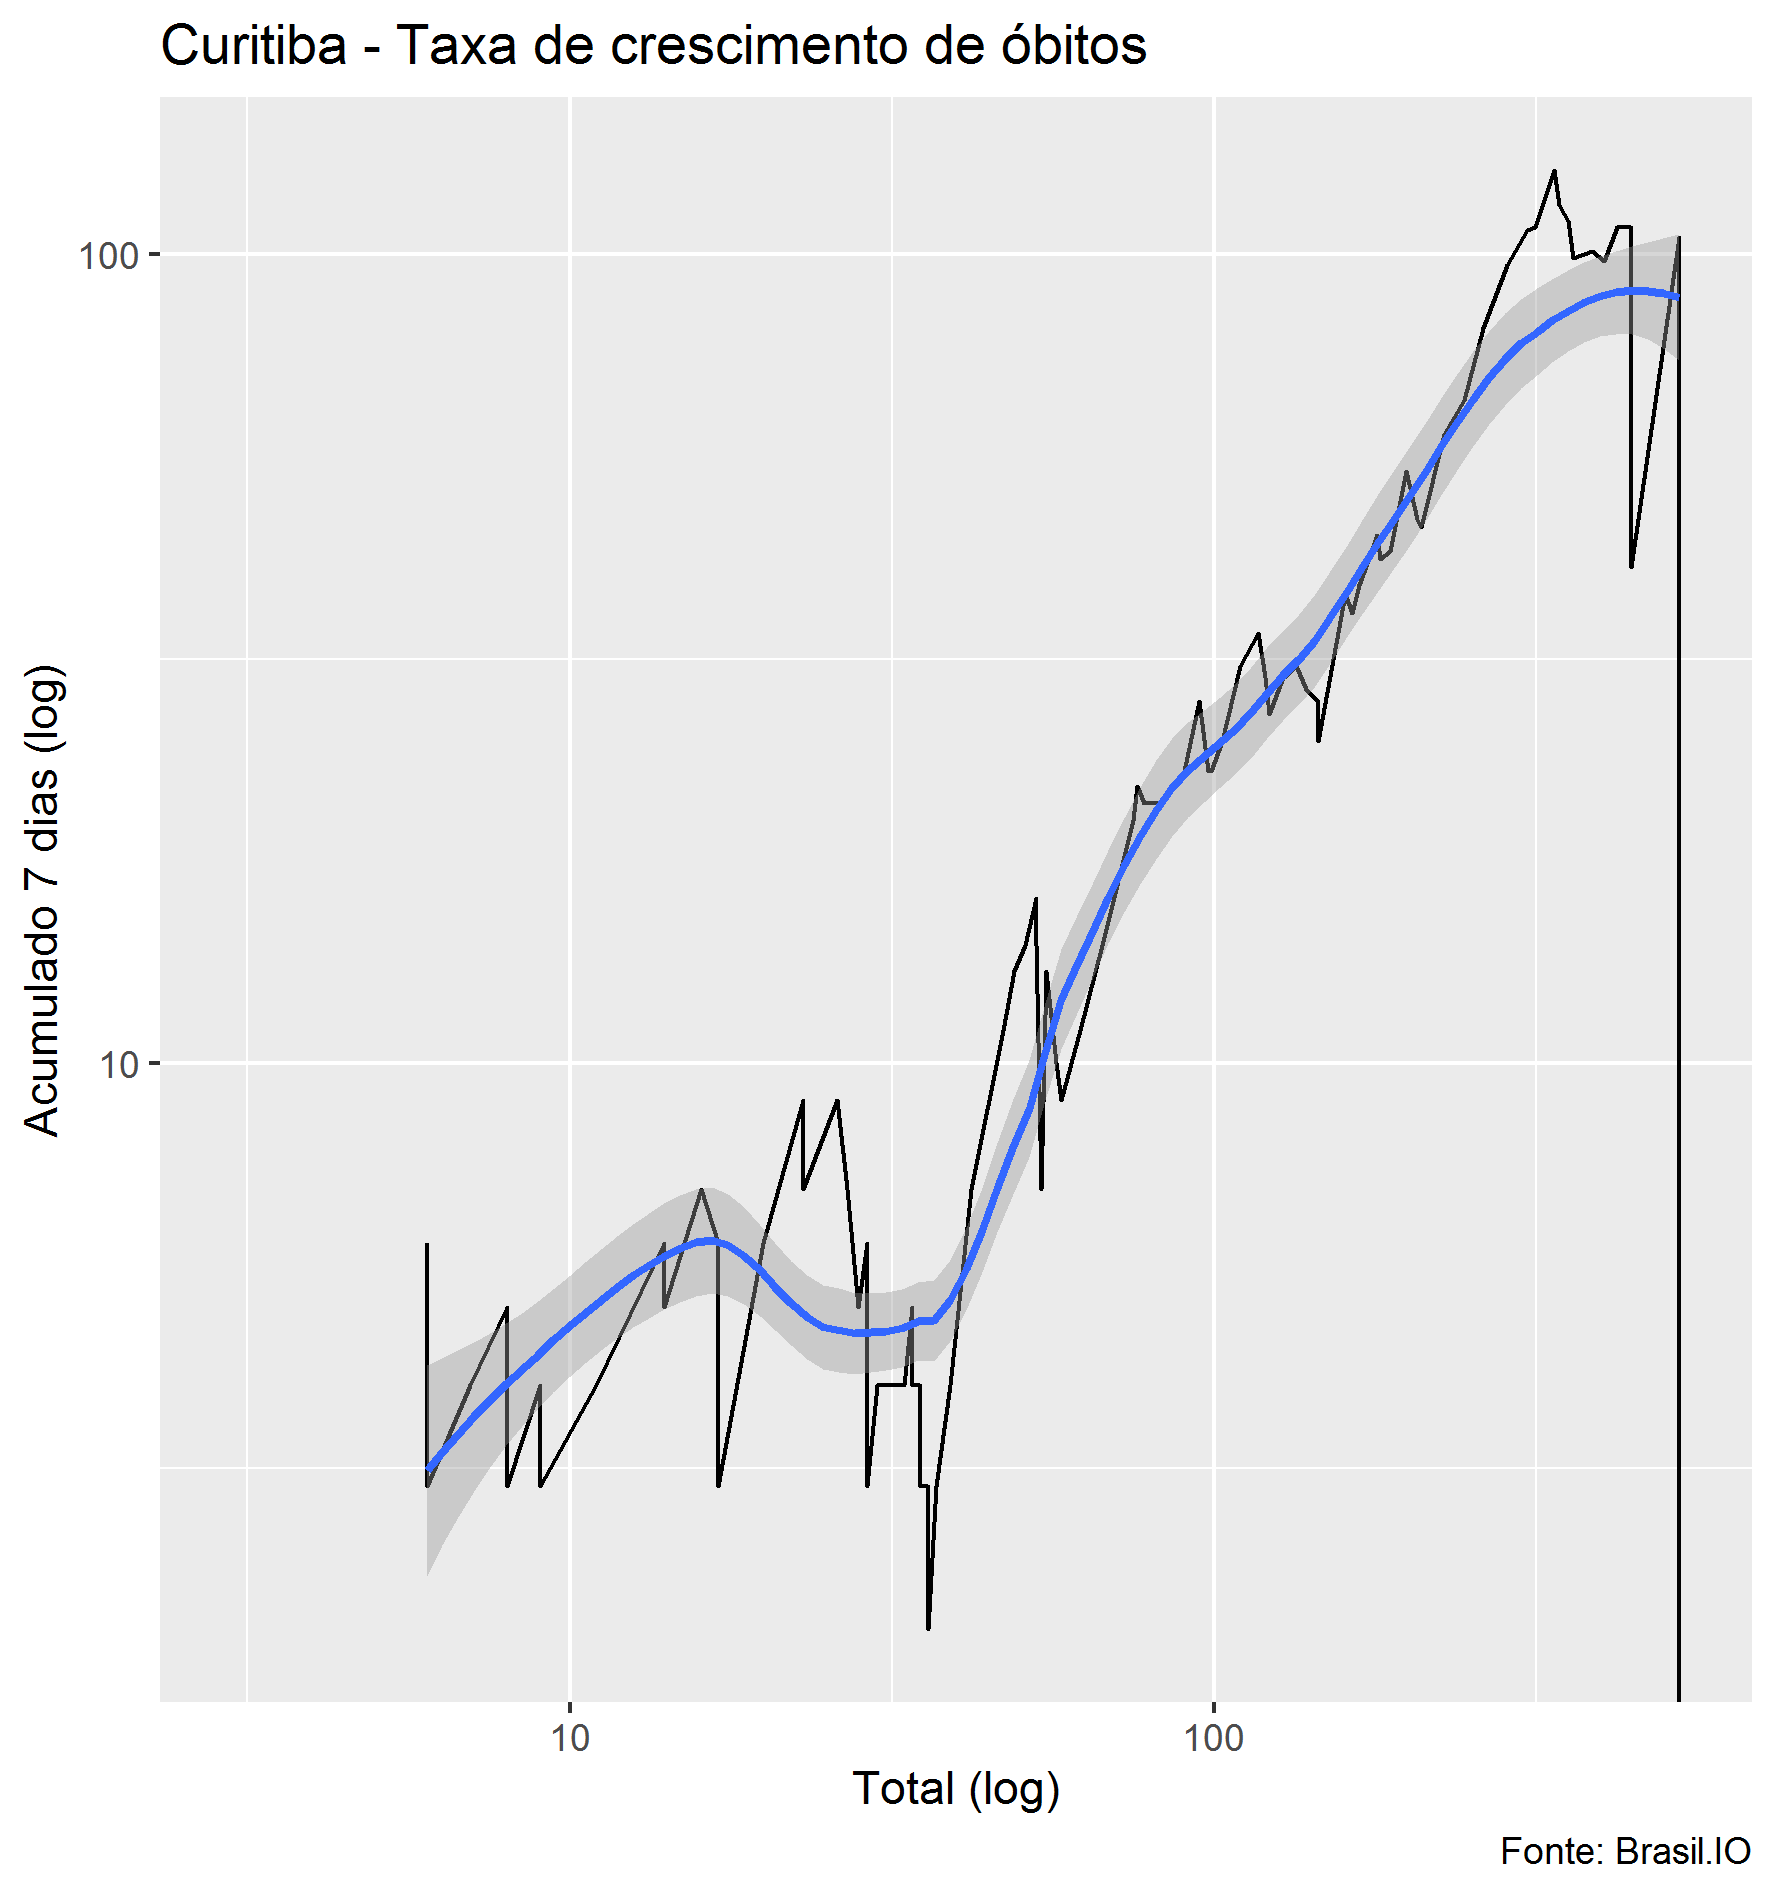 Curitiba - Taxa de crescimento de óbitos
Acumulado 7 dias (log)
100
10
10
100
Total (log)
Fonte: Brasil.IO